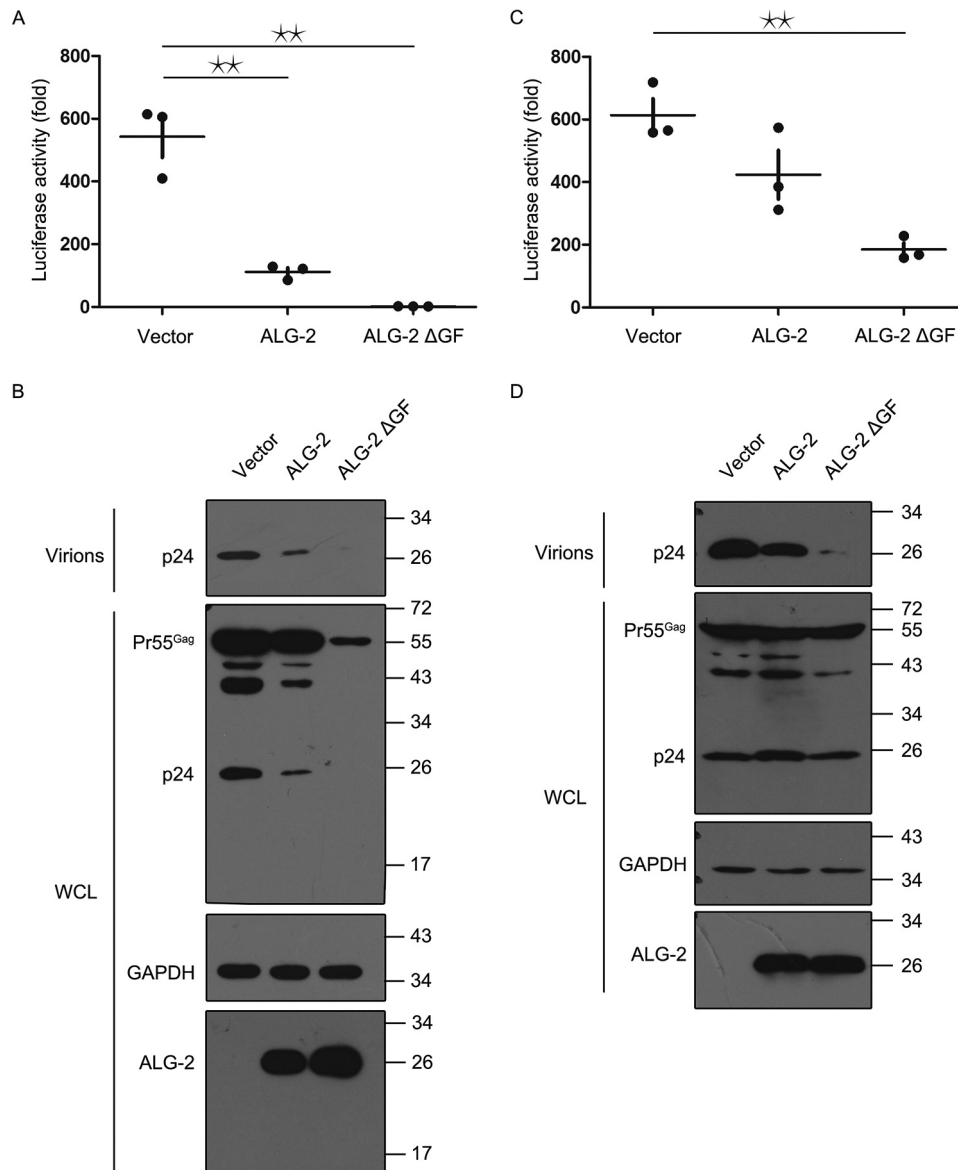 A
★★
★★
800
600
400
200
0
Luciferase activity (fold)
Vector ALG-2 ALG-2 ΔGF
C
★★
800
600
400
200
0
Luciferase activity (fold)
Vector ALG-2 ALG-2 ΔGF
B
Vector ALG-2 ALG-2 ΔGF
Virions
p24
34
26
WCL
Pr55Gag
p24
72
55
43
34
26
17
GAPDH
43
34
ALG-2
34
26
17
D
Vector ALG-2 ALG-2 ΔGF
Virions
p24
34
26
WCL
Pr55Gag
p24
72
55
43
34
26
GAPDH
43
34
ALG-2
34
26